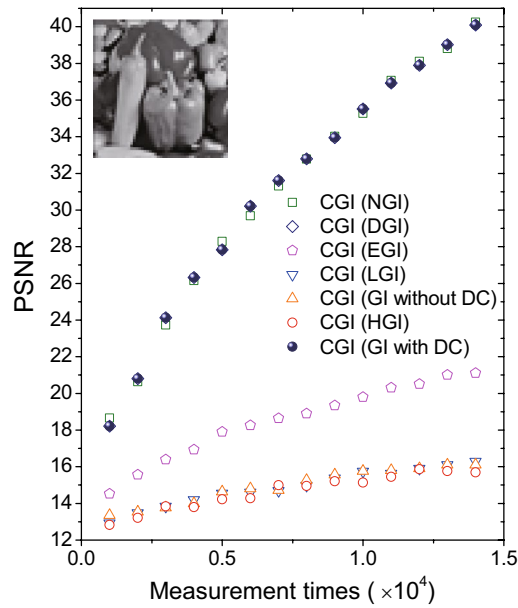 PSNR
40
38
36
34
32
30
28
26
24
22
20
18
16
14
12
CGI (NGI)
CGI (DGI)
CGI (EGI)
CGI (LGI)
CGI (GI without DC)
CGI (HGI)
CGI (GI with DC)
0.0 0.5 1.0 1.5
Measurement times ( ×10⁴)